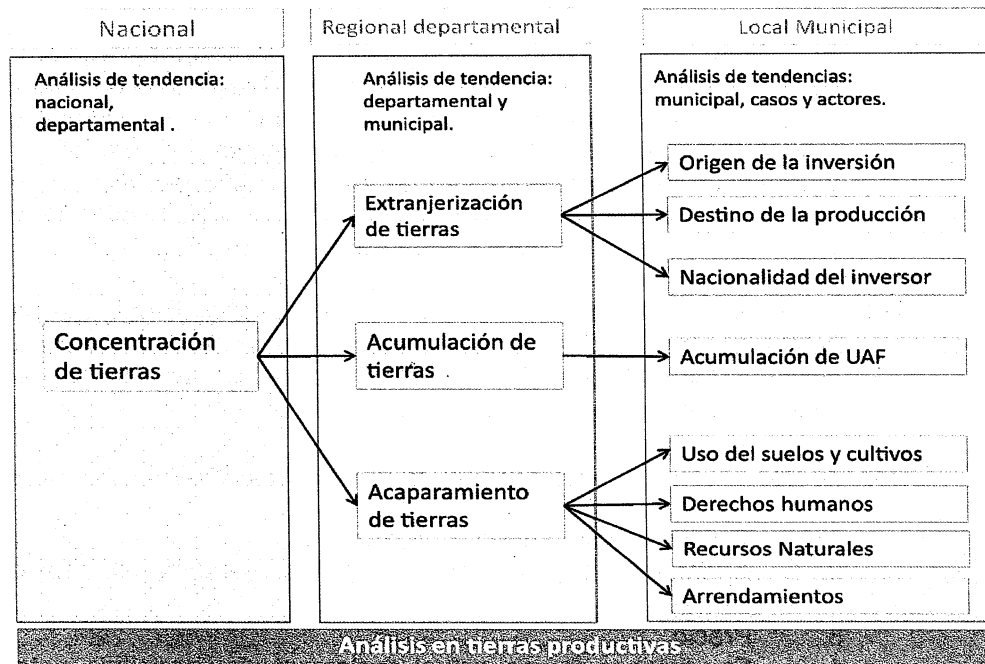 Nacional
Regional departamental
Local Municipal
Análisis de tendencia:
nacional,
departamental .
Análisis de tendencia:
departamental y
municipal.
Análisis de tendencias:
municipal, casos y actores.
Concentración
de tierras
Extranjerización
de tierras
Acumulación de
tierras
Acaparamiento
de tierras
Origen de la inversión
Destino de la producción
Nacionalidad del inversor
Acumulación de UAF
Uso del suelos y cultivos
Derechos humanos
Recursos Naturales
Arrendamientos
Análisis en tierras productivas